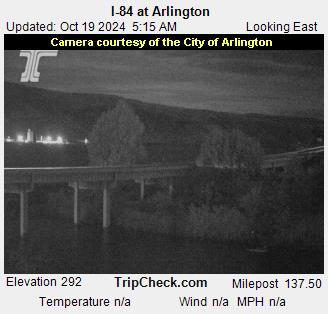 I-84 at Arlington
Updated: Oct 19 2024 5:15 AM Looking East
Camera courtesy of the City of Arlington
Elevation 292 TripCheck.com Milepost 137.50
Temperature n/a Wind n/a MPH n/a